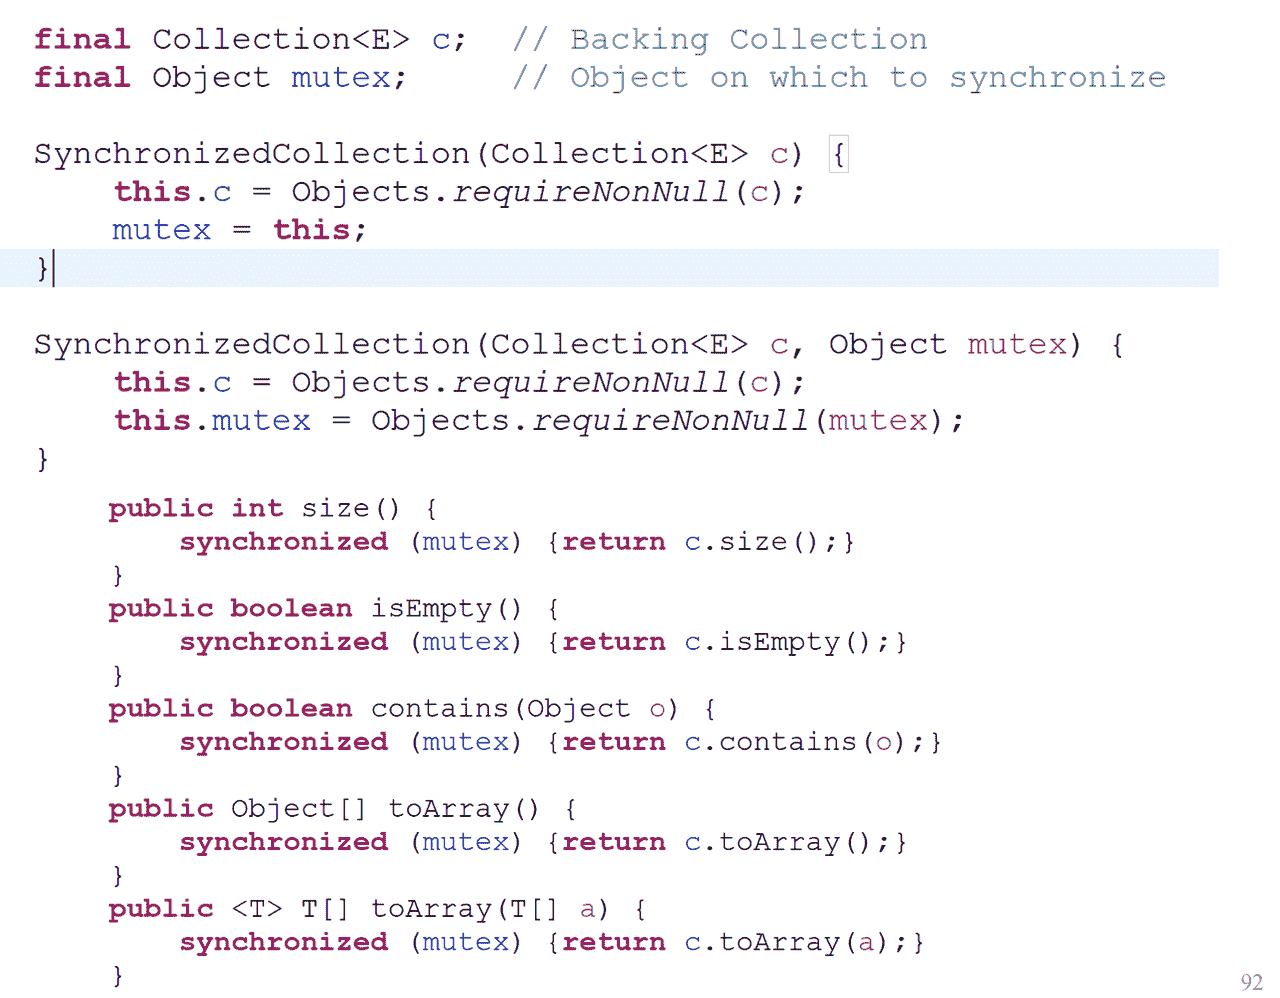 final Collection<E> c;  // Backing Collection
final Object mutex;     // Object on which to synchronize
SynchronizedCollection(Collection<E> c) {
    this.c = Objects.requireNonNull(c);
    mutex = this;
}
SynchronizedCollection(Collection<E> c, Object mutex) {
    this.c = Objects.requireNonNull(c);
    this.mutex = Objects.requireNonNull(mutex);
}
public int size() {
    synchronized (mutex) {return c.size();}
}
public boolean isEmpty() {
    synchronized (mutex) {return c.isEmpty();}
}
public boolean contains(Object o) {
    synchronized (mutex) {return c.contains(o);}
}
public Object[] toArray() {
    synchronized (mutex) {return c.toArray();}
}
public <T> T[] toArray(T[] a) {
    synchronized (mutex) {return c.toArray(a);}
}
92